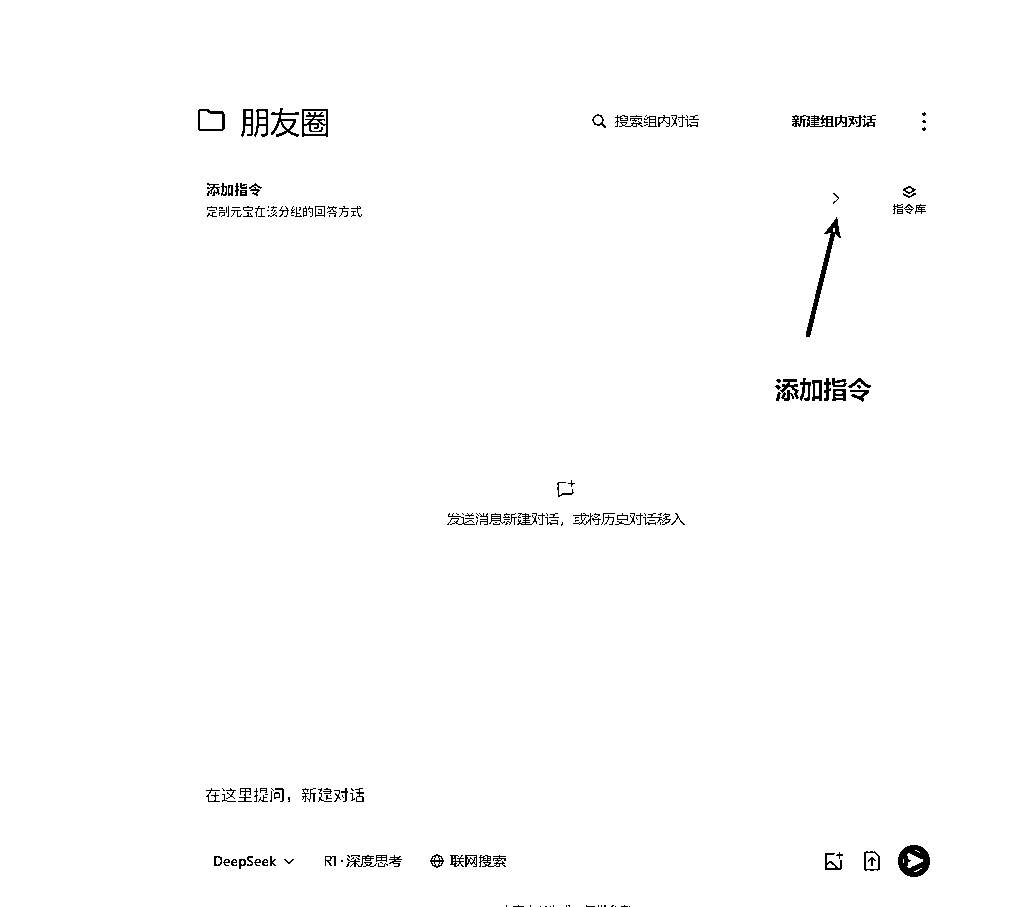 朋友圈
搜索组内对话
新建组内对话
添加指令
定制元宝在该分组的回答方式
指令库
添加指令
发送消息新建对话，或将历史对话移入
在这里提问，新建对话
DeepSeek
R1·深度思考
联网搜索